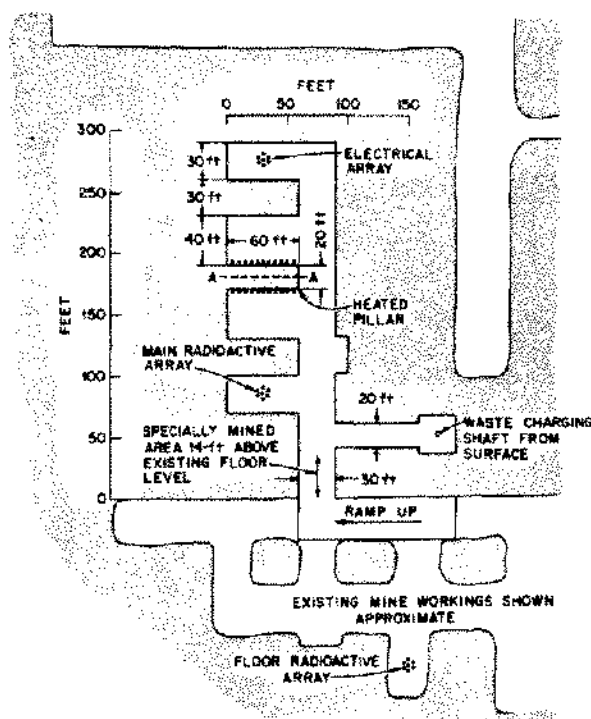 FEET
0 50 100 150
300
250
200
150
100
50
0
FEET
30 ft
30 ft
40 ft
60 ft
20 ft
ELECTRICAL
ARRAY
A
A
HEATED
PILLAR
MAIN RADIOACTIVE
ARRAY
SPECIALLY MINED
AREA 14-ft ABOVE
EXISTING FLOOR
LEVEL
20 ft
30 ft
WASTE CHARGING
SHAFT FROM
SURFACE
RAMP UP
EXISTING MINE WORKINGS SHOWN
APPROXIMATE
FLOOR RADIOACTIVE
ARRAY